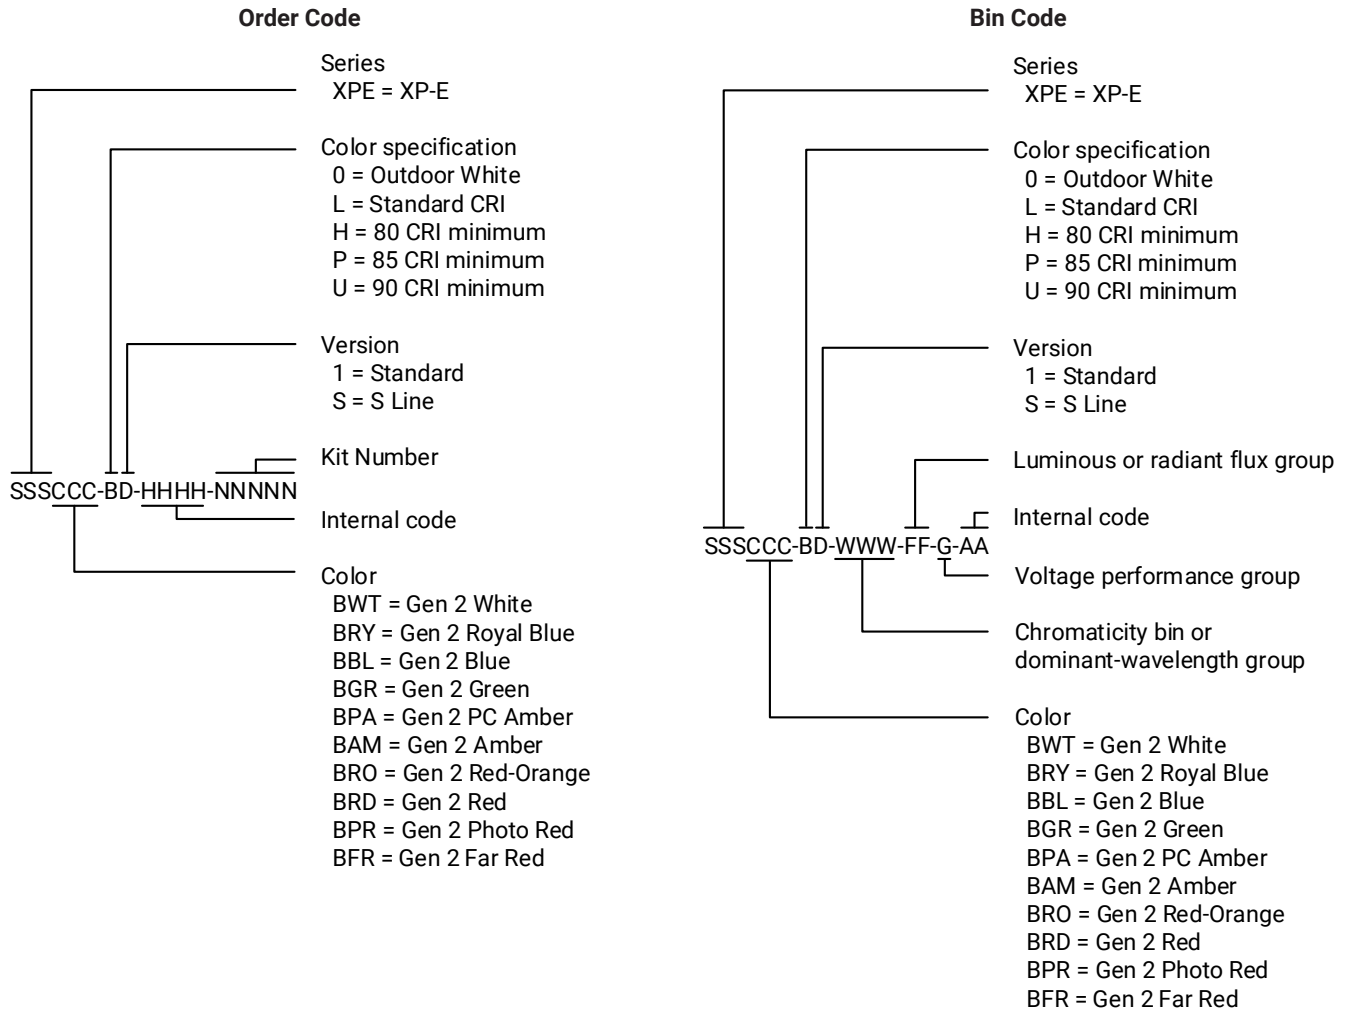 Order Code
Series
XPE = XP-E
Color specification
0 = Outdoor White
L = Standard CRI
H = 80 CRI minimum
P = 85 CRI minimum
U = 90 CRI minimum
Version
1 = Standard
S = S Line
Kit Number
SSSCCC-BD-HHHH-NNNNN
Internal code
Color
BWT = Gen 2 White
BRY = Gen 2 Royal Blue
BBL = Gen 2 Blue
BGR = Gen 2 Green
BPA = Gen 2 PC Amber
BAM = Gen 2 Amber
BRO = Gen 2 Red-Orange
BRD = Gen 2 Red
BPR = Gen 2 Photo Red
BFR = Gen 2 Far Red
Bin Code
Series
XPE = XP-E
Color specification
0 = Outdoor White
L = Standard CRI
H = 80 CRI minimum
P = 85 CRI minimum
U = 90 CRI minimum
Version
1 = Standard
S = S Line
Luminous or radiant flux group
Internal code
SSSCCC-BD-WWW-FF-G-AA
Voltage performance group
Chromaticity bin or
dominant-wavelength group
Color
BWT = Gen 2 White
BRY = Gen 2 Royal Blue
BBL = Gen 2 Blue
BGR = Gen 2 Green
BPA = Gen 2 PC Amber
BAM = Gen 2 Amber
BRO = Gen 2 Red-Orange
BRD = Gen 2 Red
BPR = Gen 2 Photo Red
BFR = Gen 2 Far Red